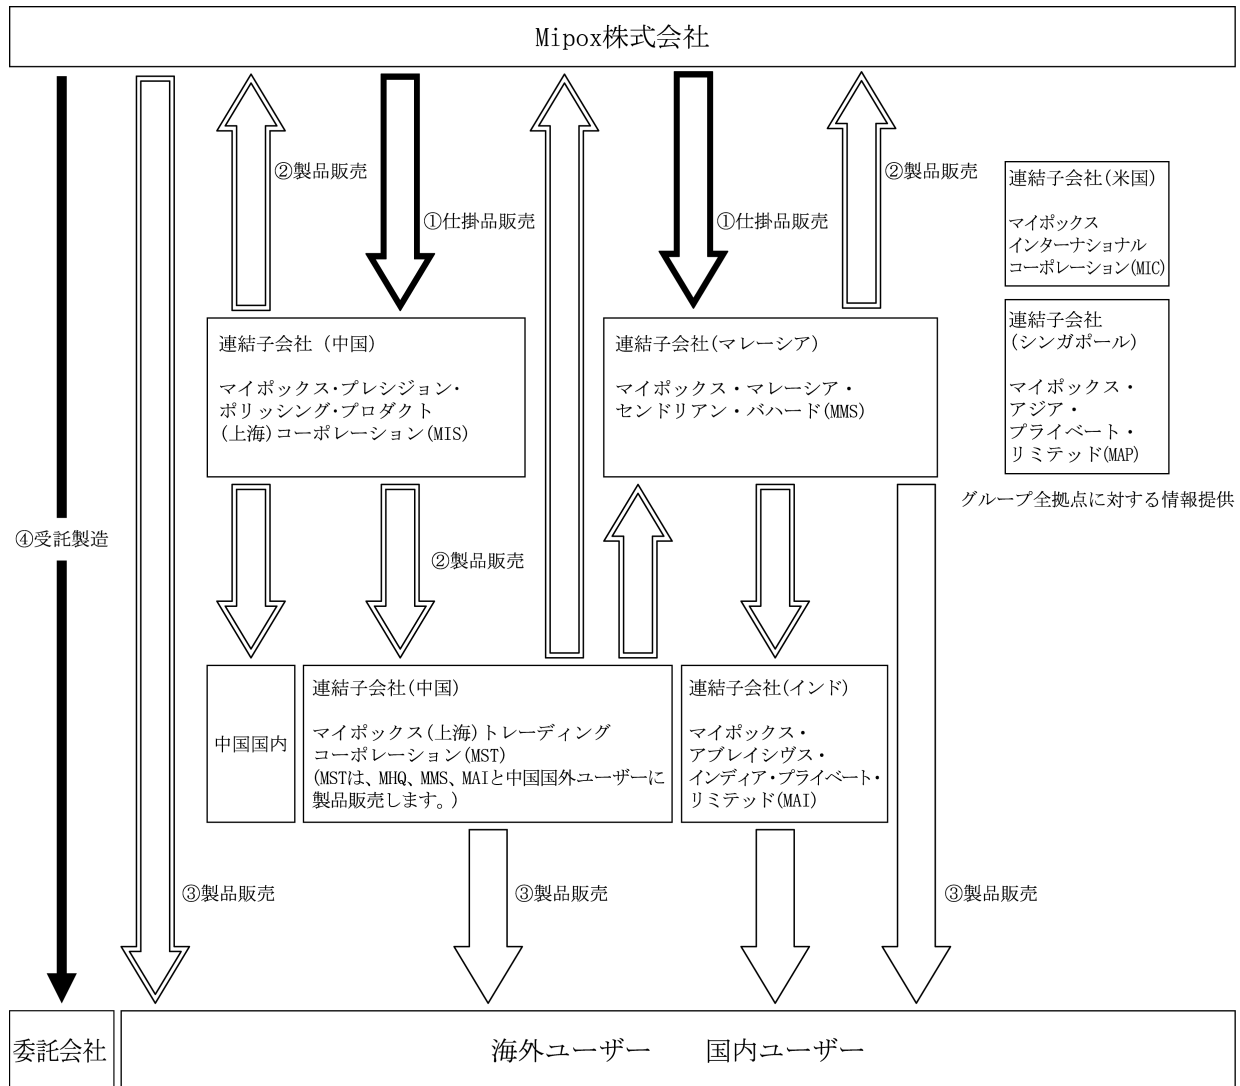 Mipox株式会社
②製品販売
①仕掛品販売
①仕掛品販売
②製品販売
連結子会社(米国)
マイポックス
インターナショナル
コーポレーション(MIC)
連結子会社
(シンガポール)
マイポックス・
アジア・
プライベート・
リミテッド(MAP)
グループ全拠点に対する情報提供
連結子会社 (中国)
マイポックス・プレシジョン・
ポリッシング・プロダクト
(上海)コーポレーション(MIS)
連結子会社(マレーシア)
マイポックス・マレーシア・
センドリアン・バハード(MMS)
④受託製造
②製品販売
中国国内
連結子会社(中国)
マイポックス(上海)トレーディング
コーポレーション(MST)
(MSTは、MHQ、MMS、MAIと中国国外ユーザーに
製品販売します。)
連結子会社(インド)
マイポックス・
アブレイシヴス・
インディア・プライベート・
リミテッド(MAI)
③製品販売
③製品販売
③製品販売
委託会社
海外ユーザー 国内ユーザー